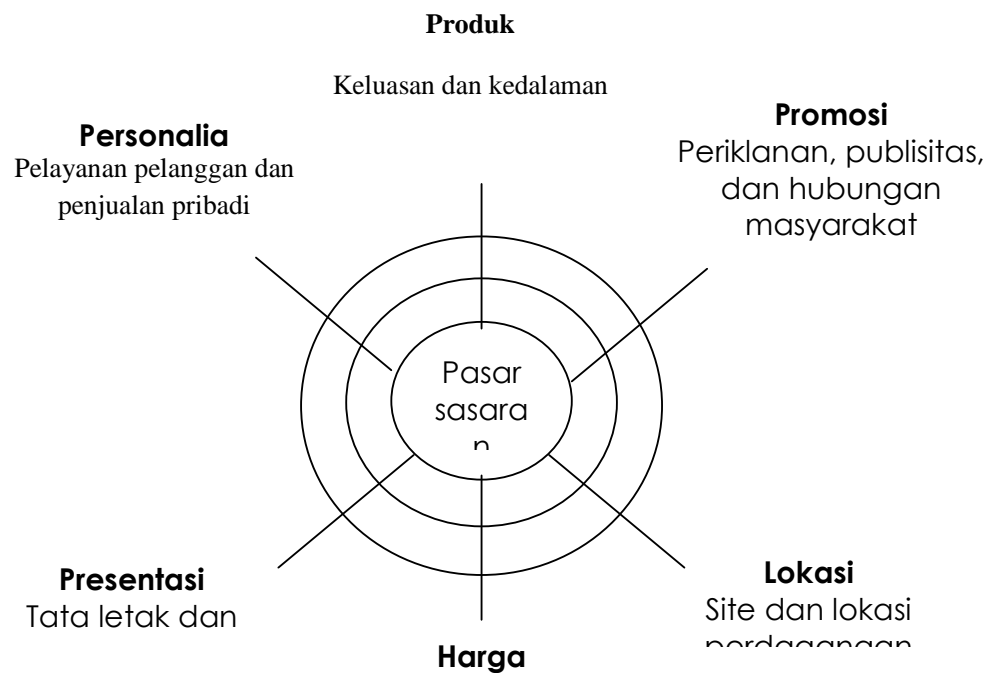 Produk
Keluasan dan kedalaman
Personalia
Pelayanan pelanggan dan
penjualan pribadi
Promosi
Periklanan, publisitas,
dan hubungan
masyarakat
Pasar
sasara
n
Presentasi
Tata letak dan
Harga
Lokasi
Site dan lokasi
perdagangan